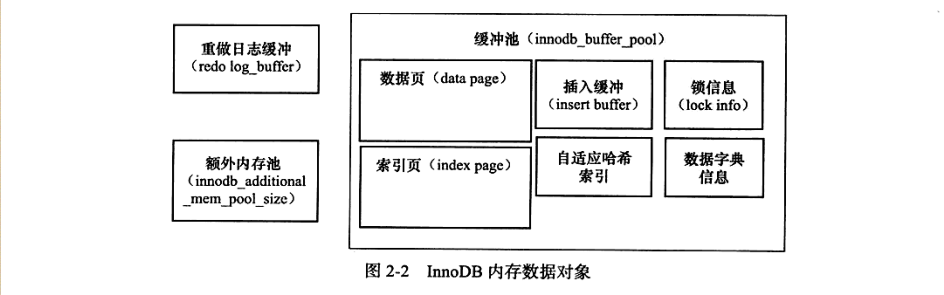 重做日志缓冲
（redo log_buffer）
额外内存池
（innodb_additional
_mem_pool_size）
缓冲池（innodb_buffer_pool）
数据页（data page）
索引页（index page）
插入缓冲
（insert buffer）
锁信息
（lock info）
自适应哈希
索引
数据字典
信息
图 2-2 InnoDB 内存数据对象